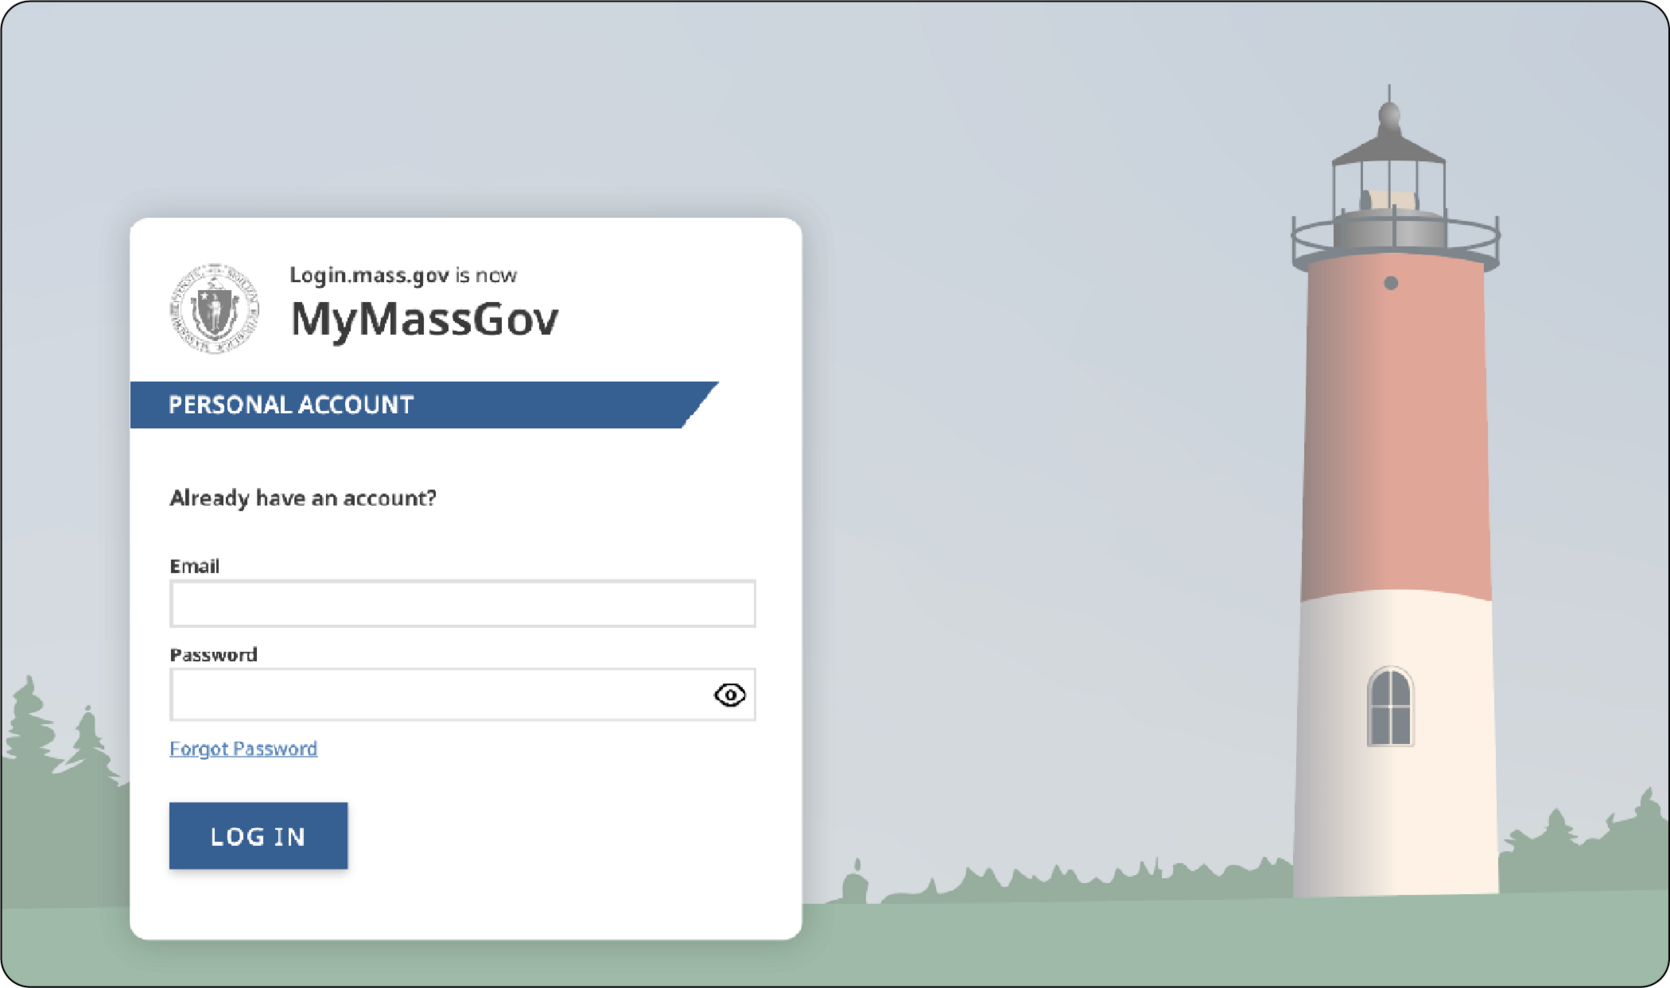 Login.mass.gov is now
MyMassGov
PERSONAL ACCOUNT
Already have an account?
Email
Password
Forgot Password
LOG IN